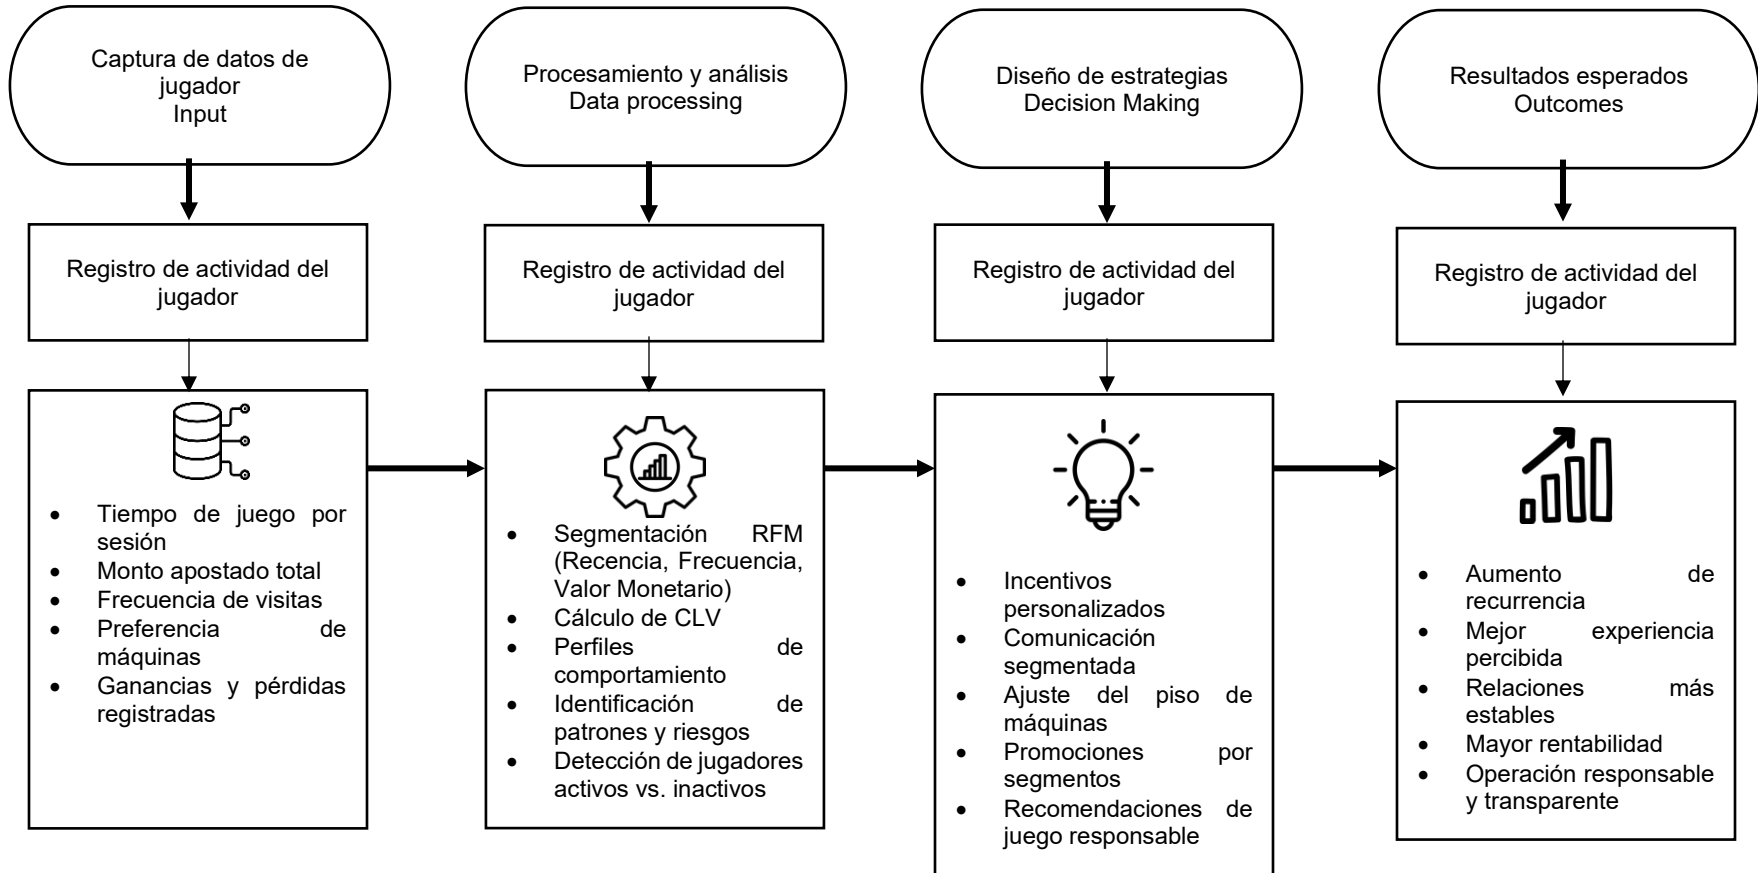 Captura de datos de
jugador
Input
Registro de actividad del
jugador
• Tiempo de juego por
sesión
• Monto apostado total
• Frecuencia de visitas
• Preferencia de
máquinas
• Ganancias y pérdidas
registradas
Procesamiento y análisis
Data processing
Registro de actividad del
jugador
• Segmentación RFM
(Recencia, Frecuencia,
Valor Monetario)
• Cálculo de CLV
• Perfiles de
comportamiento
• Identificación de
patrones y riesgos
• Detección de jugadores
activos vs. inactivos
Diseño de estrategias
Decision Making
Registro de actividad del
jugador
• Incentivos
personalizados
• Comunicación
segmentada
• Ajuste del piso de
máquinas
• Promociones por
segmentos
• Recomendaciones de
juego responsable
Resultados esperados
Outcomes
Registro de actividad del
jugador
• Aumento de
recurrencia
• Mejor experiencia
percibida
• Relaciones más
estables
• Mayor rentabilidad
• Operación responsable
y transparente